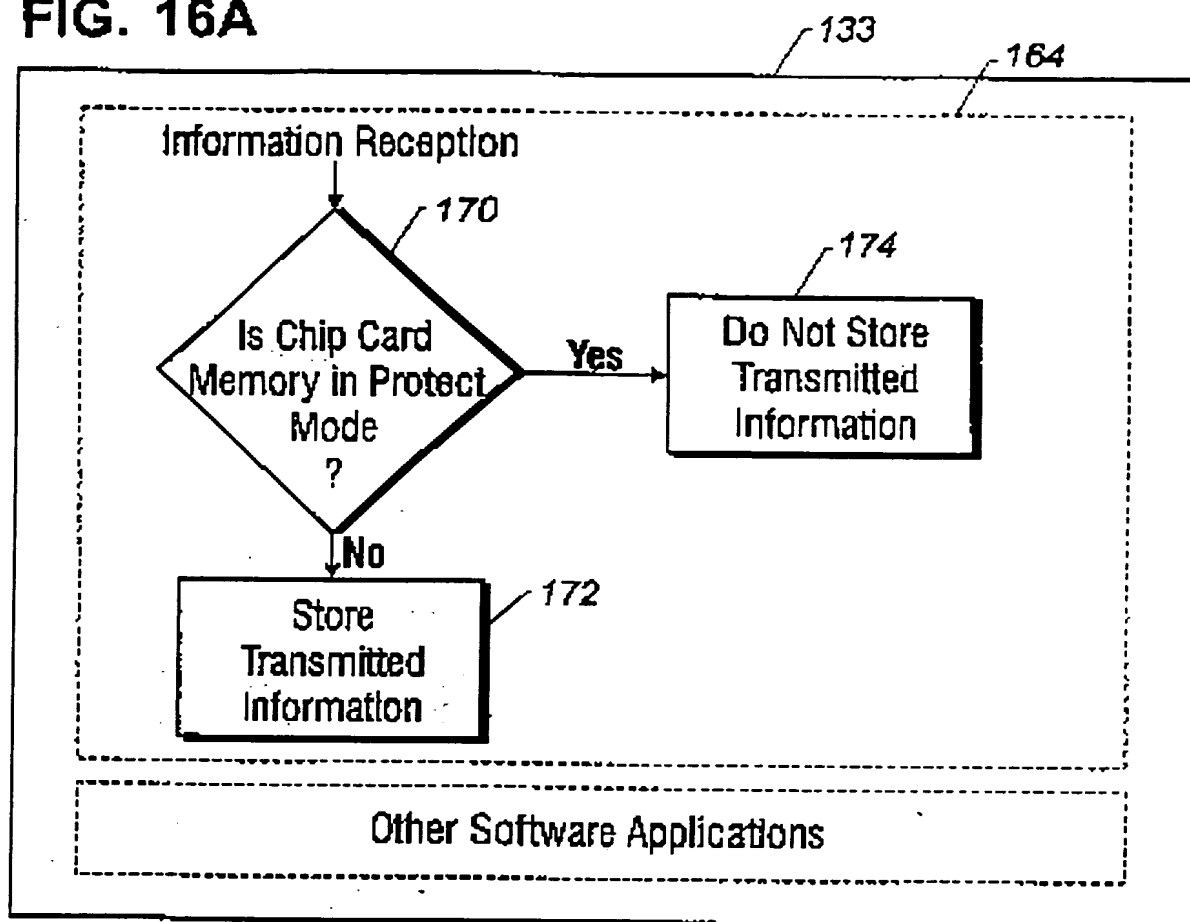 FIG. 16A
133
164
Information Reception
170
174
Is Chip Card
Memory in Protect
Mode
?
Yes
Do Not Store
Transmitted
Information
No
172
Store
Transmitted
Information
Other Software Applications